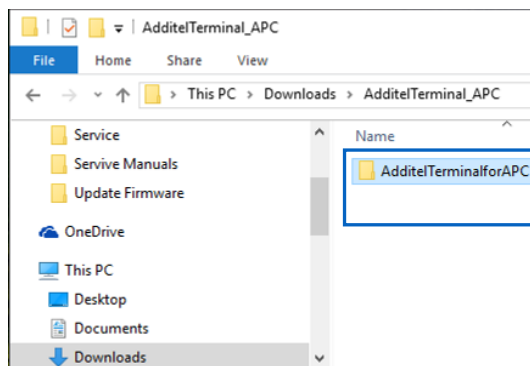 AdditelTerminal_APC
File Home Share View
This PC > Downloads > AdditelTerminal_APC
Service
Servive Manuals
Update Firmware
OneDrive
This PC
Desktop
Documents
Downloads
Name
AdditelTerminalforAPC